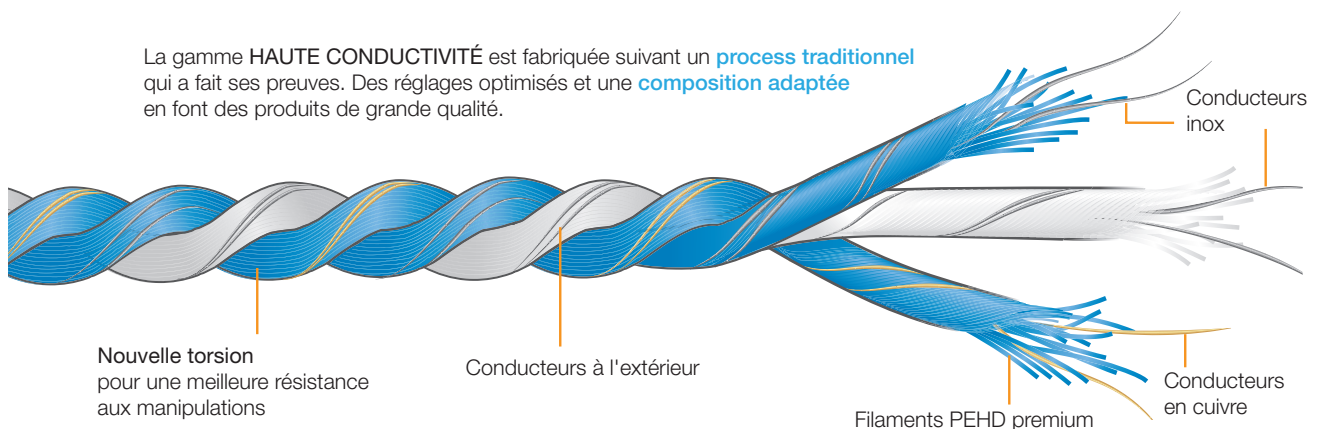 La gamme HAUTE CONDUCTIVITÉ est fabriquée suivant un process traditionnel
qui a fait ses preuves. Des réglages optimisés et une composition adaptée
en font des produits de grande qualité.
Conducteurs
inox
Nouvelle torsion
pour une meilleure résistance
aux manipulations
Conducteurs à l'extérieur
Filaments PEHD premium
Conducteurs
en cuivre